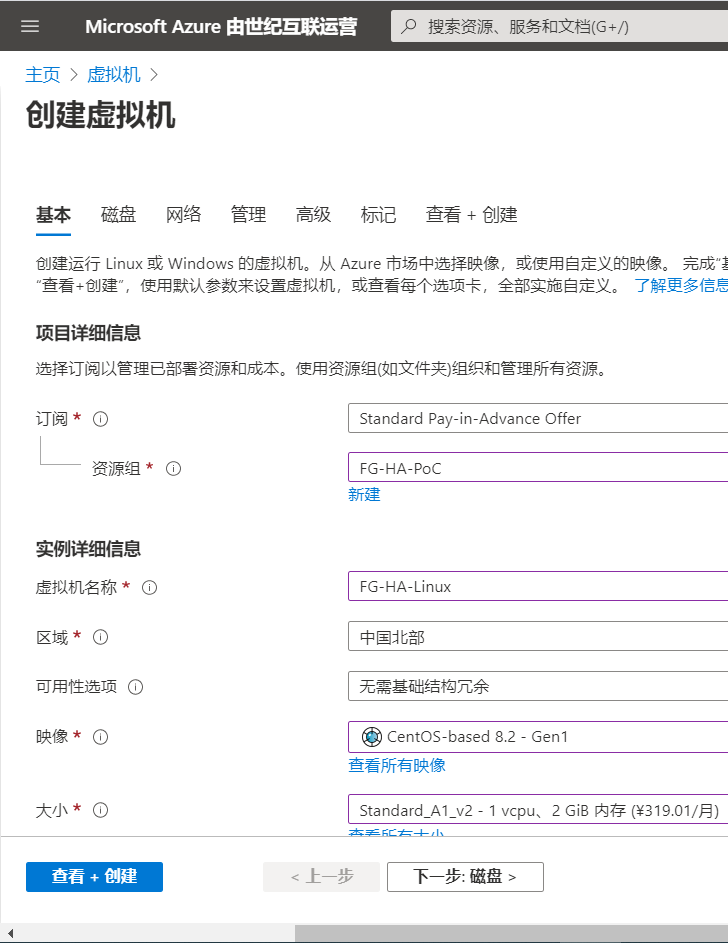 Microsoft Azure 由世纪互联运营
搜索资源、服务和文档(G+/)
主页 > 虚拟机 >
创建虚拟机
基本 磁盘 网络 管理 高级 标记 查看 + 创建
创建运行 Linux 或 Windows 的虚拟机。从 Azure 市场中选择映像，或使用自定义的映像。 完成“
“查看+创建”，使用默认参数来设置虚拟机，或查看每个选项卡，全部实施自定义。 了解更多信息
项目详细信息
选择订阅以管理已部署资源和成本。使用资源组(如文件夹)组织和管理所有资源。
订阅 *
Standard Pay-in-Advance Offer
资源组 *
FG-HA-PoC
新建
实例详细信息
虚拟机名称 *
FG-HA-Linux
区域 *
中国北部
可用性选项
无需基础结构冗余
映像 *
CentOS-based 8.2 - Gen1
查看所有映像
大小 *
Standard_A1_v2 - 1 vcpu、2 GiB 内存 (¥319.01/月)
查看所有大小
查看 + 创建
< 上一步
下一步: 磁盘 >